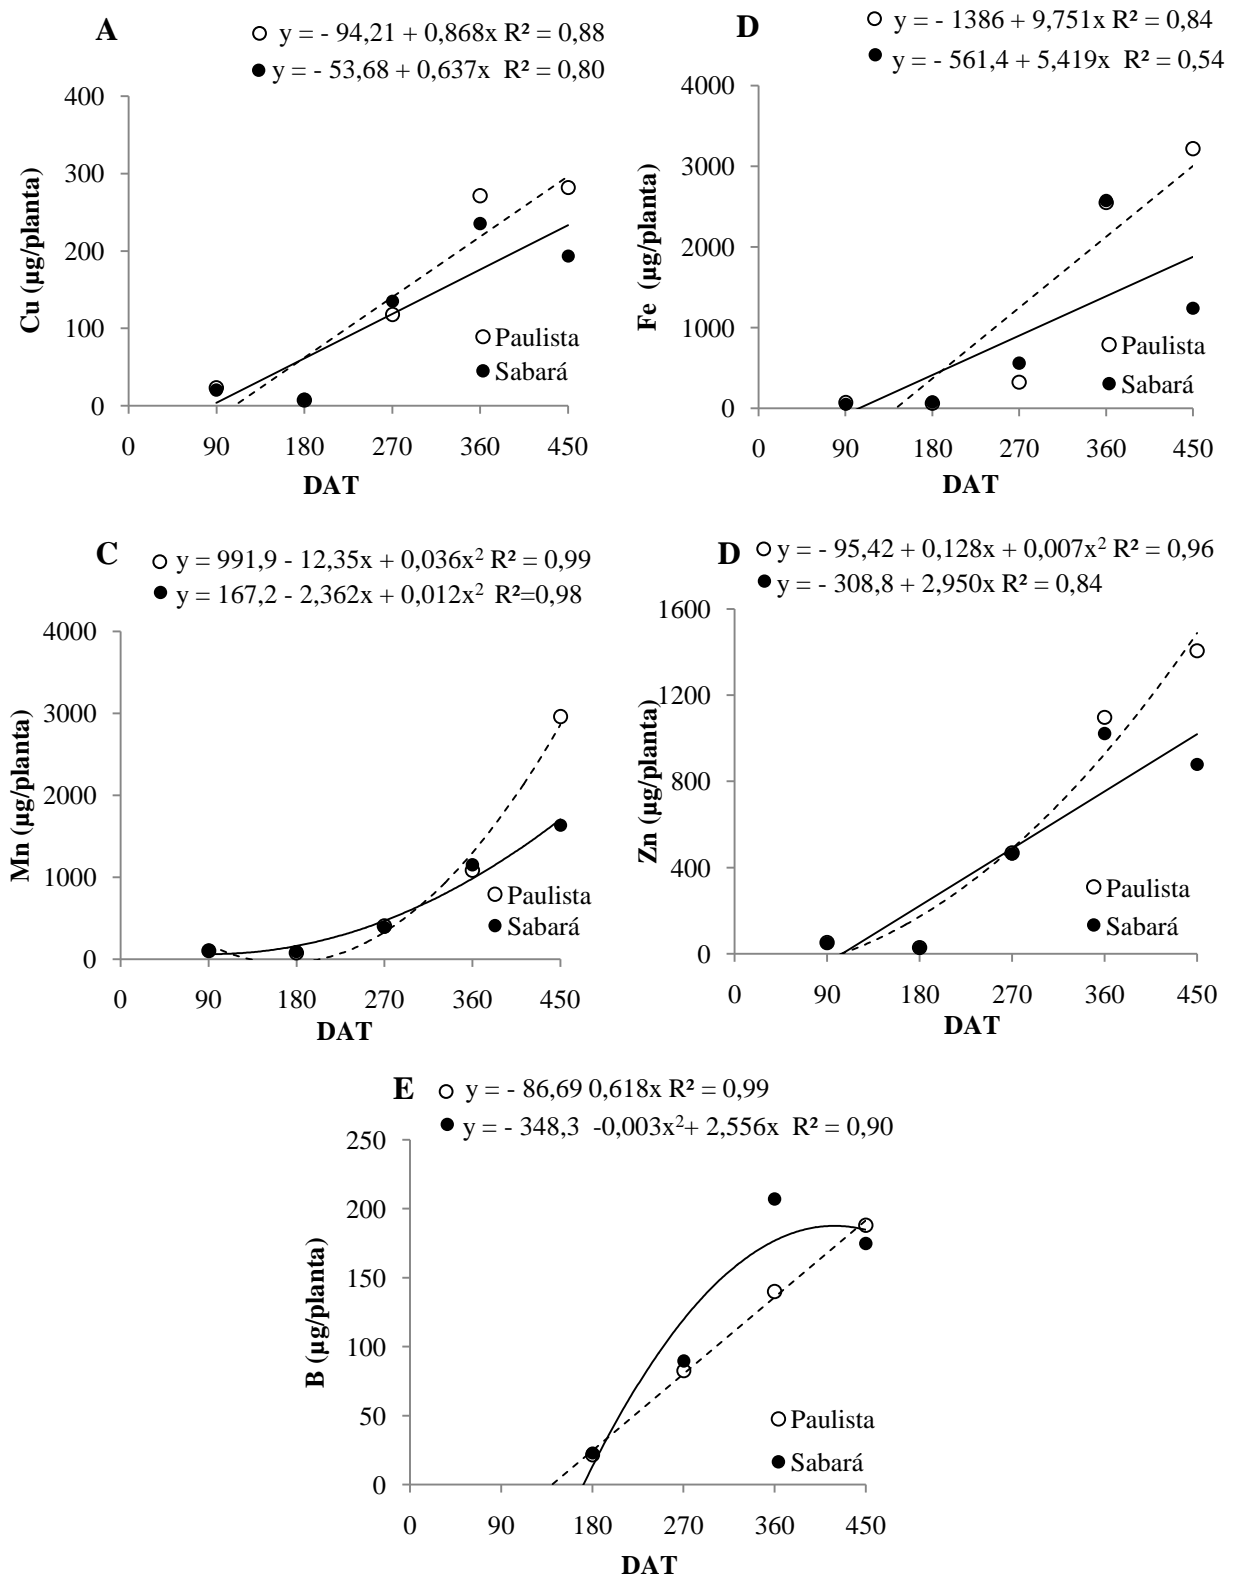 A
y = - 94,21 + 0,868x R² = 0,88
y = - 53,68 + 0,637x R² = 0,80
400
300
200
100
0
0 90 180 270 360 450
Cu (µg/planta)
DAT
Paulista
Sabará
D
y = - 1386 + 9,751x R² = 0,84
y = - 561,4 + 5,419x R² = 0,54
4000
3000
2000
1000
0
0 90 180 270 360 450
Fe (µg/planta)
DAT
Paulista
Sabará
C
y = 991,9 - 12,35x + 0,036x² R² = 0,99
y = 167,2 - 2,362x + 0,012x² R²=0,98
4000
3000
2000
1000
0
0 90 180 270 360 450
Mn (µg/planta)
DAT
Paulista
Sabará
D
y = - 95,42 + 0,128x + 0,007x² R² = 0,96
y = - 308,8 + 2,950x R² = 0,84
1600
1200
800
400
0
0 90 180 270 360 450
Zn (µg/planta)
DAT
Paulista
Sabará
E
y = - 86,69 0,618x R² = 0,99
y = - 348,3 -0,003x²+ 2,556x R² = 0,90
250
200
150
100
50
0
0 90 180 270 360 450
B (µg/planta)
DAT
Paulista
Sabará